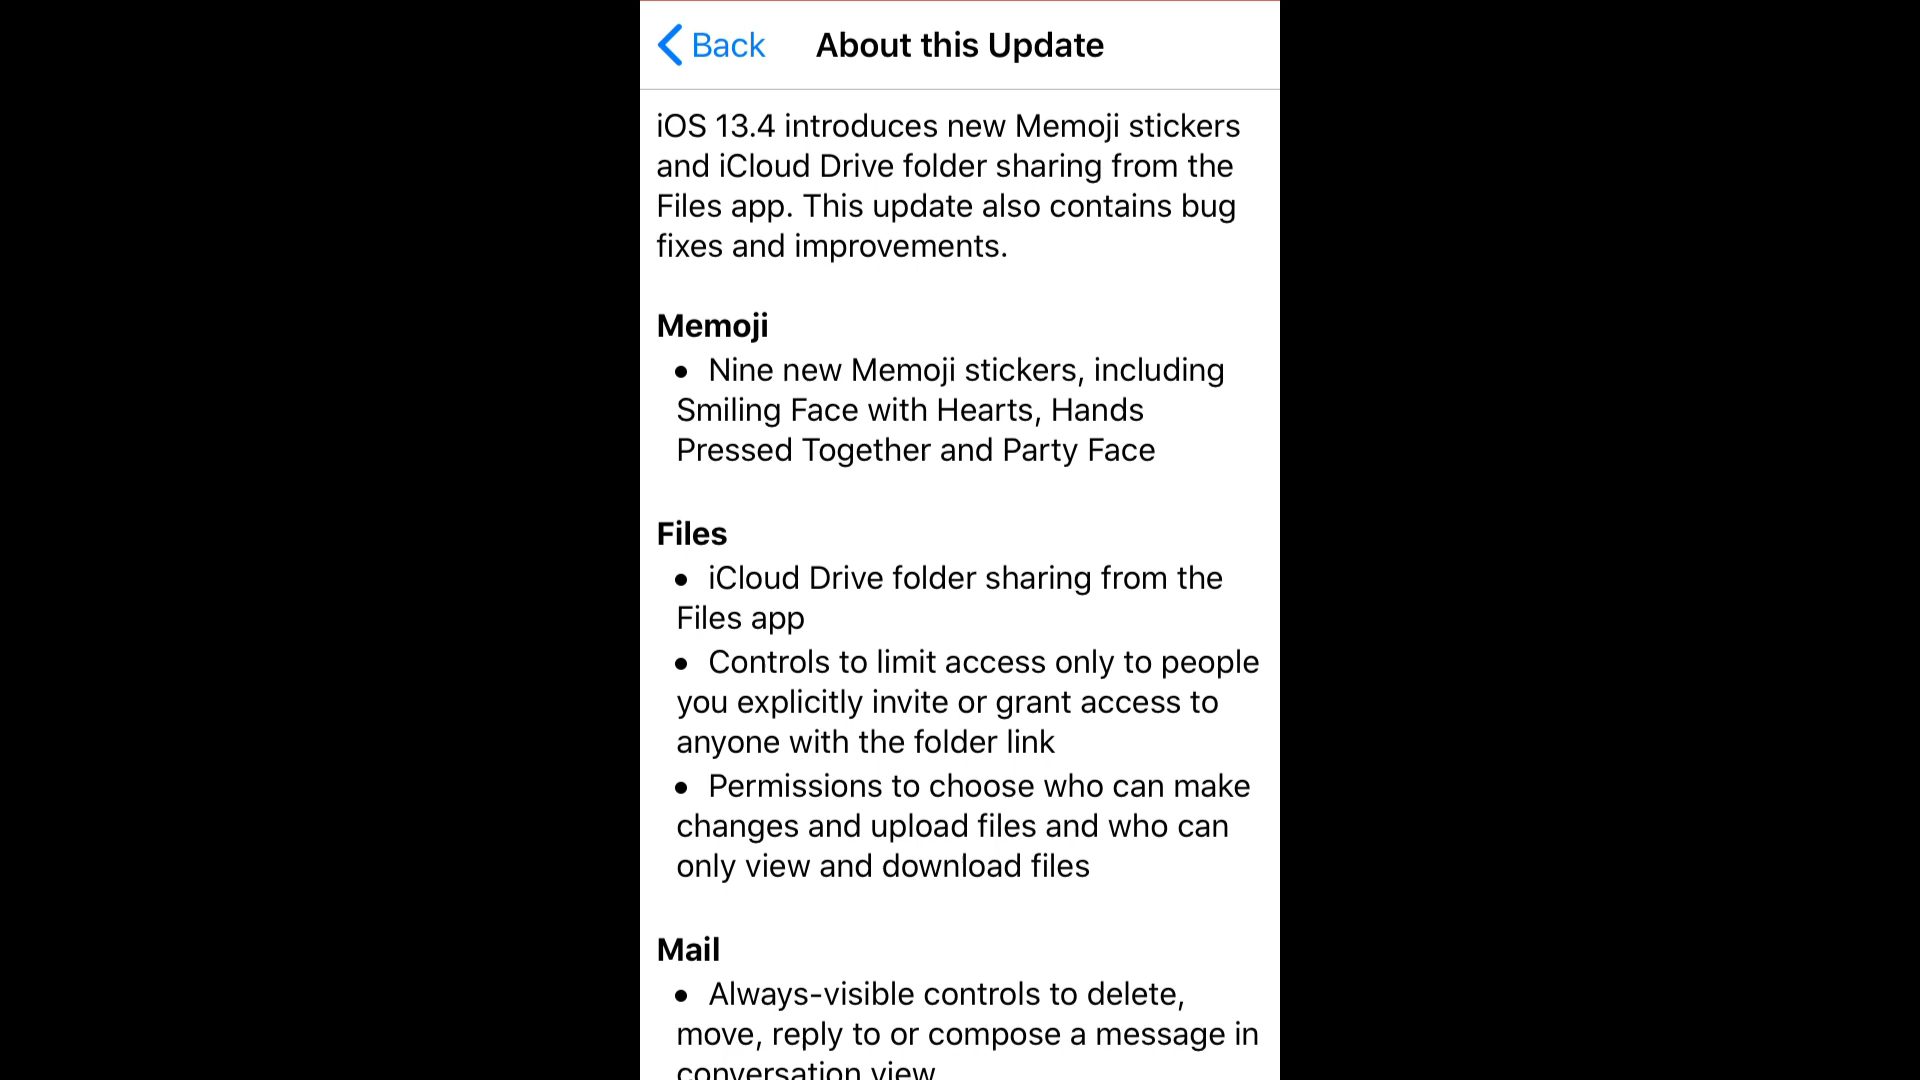 Back
About this Update
iOS 13.4 introduces new Memoji stickers
and iCloud Drive folder sharing from the
Files app. This update also contains bug
fixes and improvements.
Memoji
• Nine new Memoji stickers, including
Smiling Face with Hearts, Hands
Pressed Together and Party Face
Files
• iCloud Drive folder sharing from the
Files app
• Controls to limit access only to people
you explicitly invite or grant access to
anyone with the folder link
• Permissions to choose who can make
changes and upload files and who can
only view and download files
Mail
• Always-visible controls to delete,
move, reply to or compose a message in
conversation view